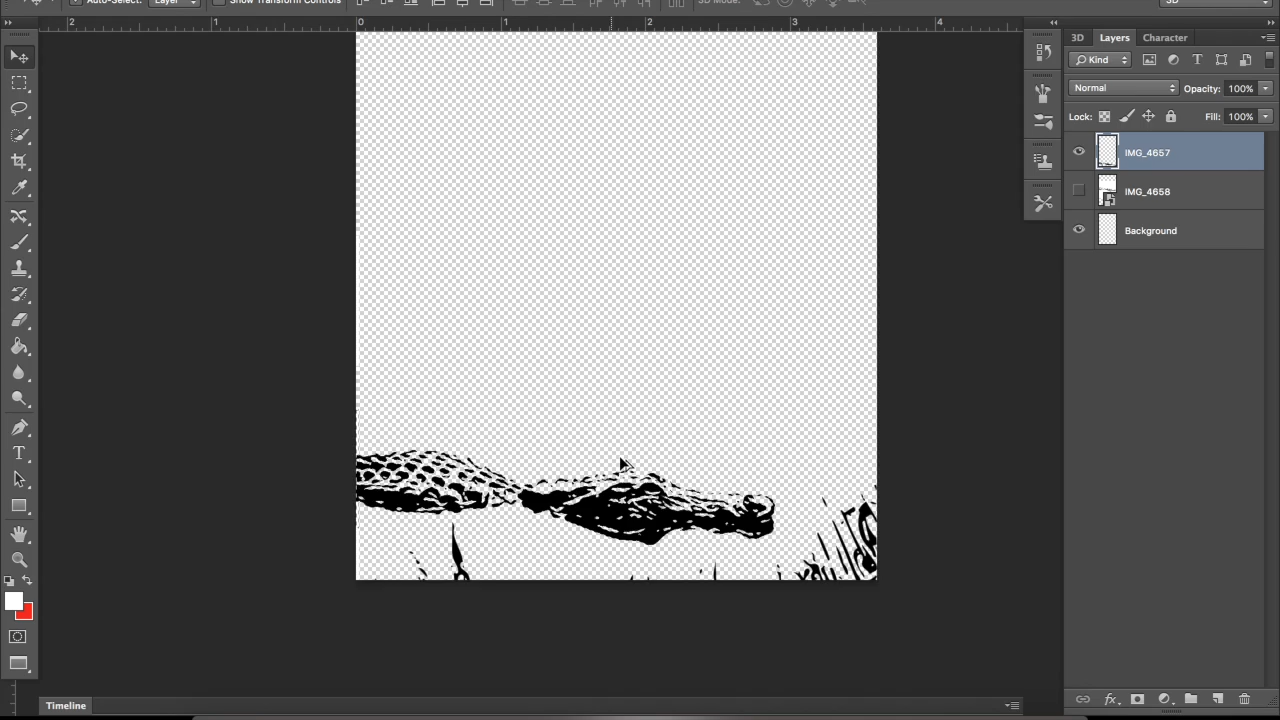 Auto-Select: Layer Show Transform Controls 3D Mode: 3D
2 1 0 1 2 3 4
3D Layers Character
Kind
Normal Opacity: 100%
Lock: Fill: 100%
IMG_4657
IMG_4658
Background
Timeline